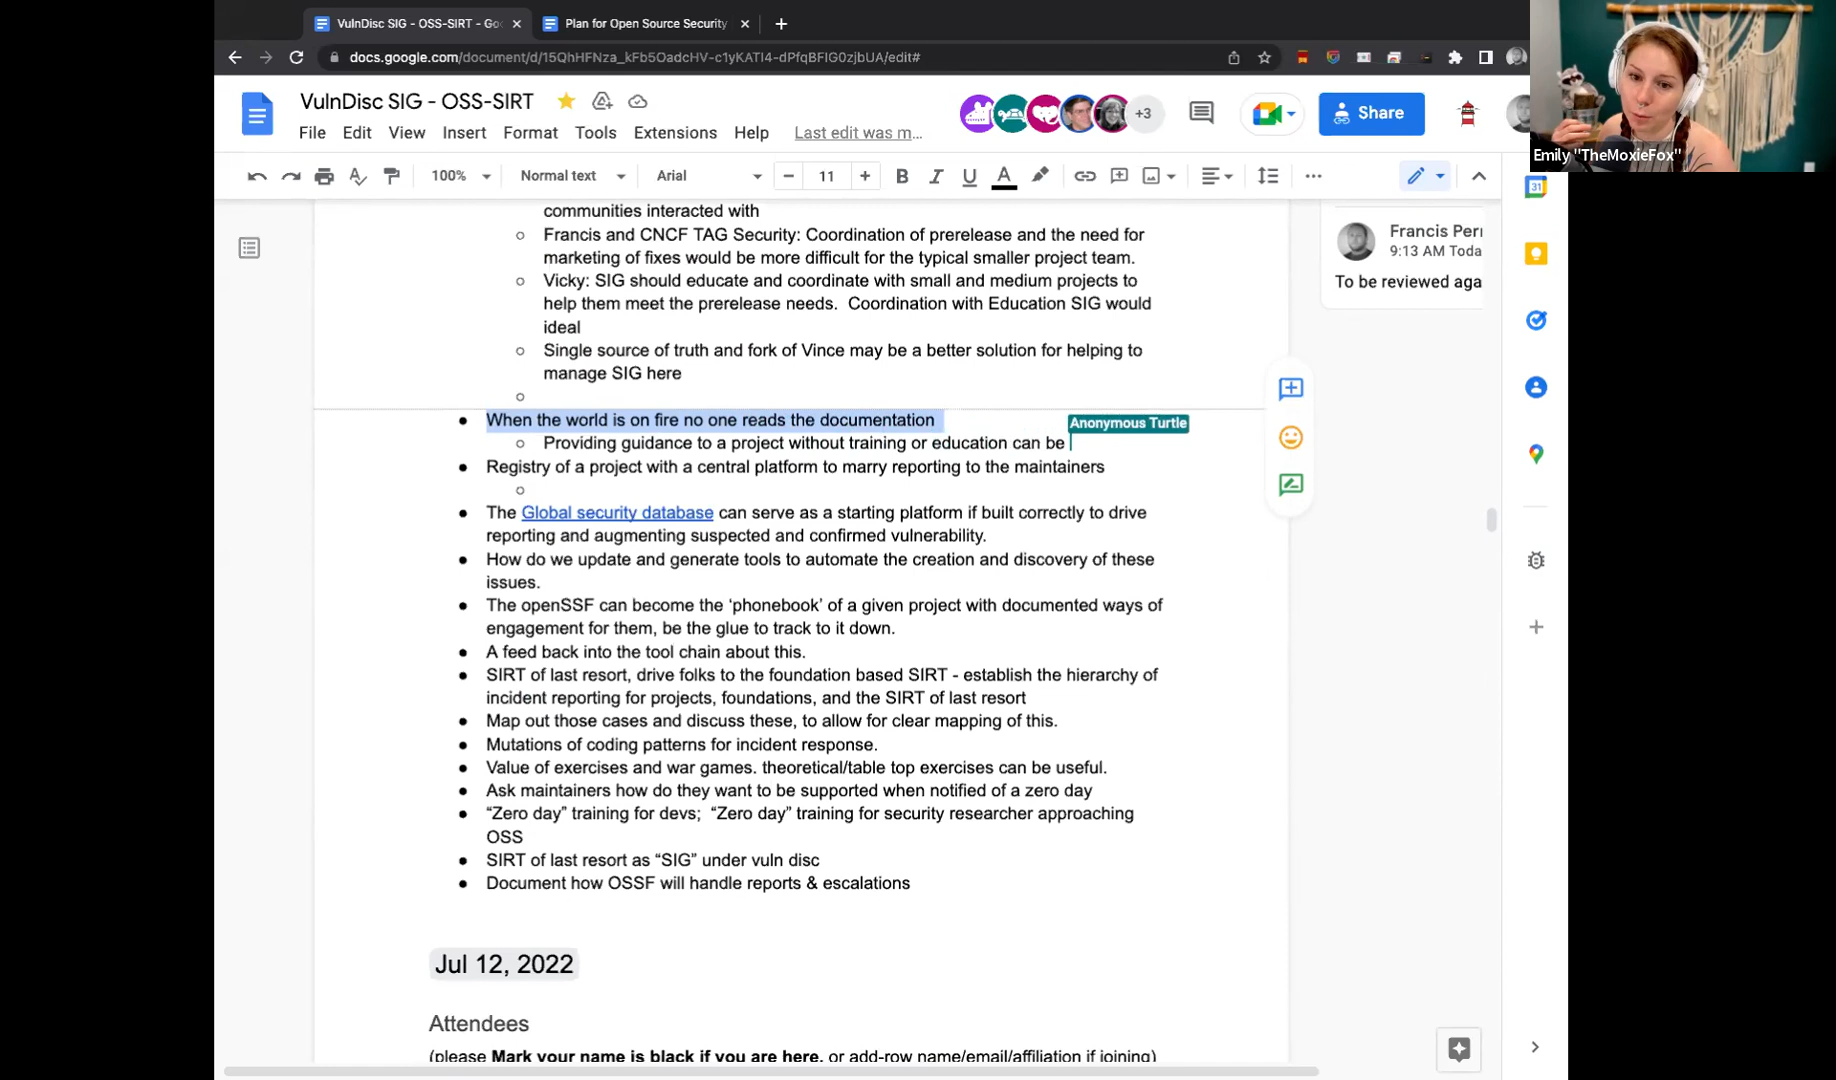 VulnDisc SIG - OSS-SIRT - Go
Plan for Open Source Security
docs.google.com/document/d/15QhHFNza_kFb5OadcHV-c1yKATI4-dPfqBFIG0zjbUA/edit#
VulnDisc SIG - OSS-SIRT
File Edit View Insert Format Tools Extensions Help Last edit was m...
+3
Share
Emily "TheMoxieFox"
100% Normal text Arial 11
31
communities interacted with
Francis and CNCF TAG Security: Coordination of prerelease and the need for
marketing of fixes would be more difficult for the typical smaller project team.
Vicky: SIG should educate and coordinate with small and medium projects to
help them meet the prerelease needs. Coordination with Education SIG would
ideal
Single source of truth and fork of Vince may be a better solution for helping to
manage SIG here
When the world is on fire no one reads the documentation
Anonymous Turtle
Providing guidance to a project without training or education can be
Registry of a project with a central platform to marry reporting to the maintainers
The Global security database can serve as a starting platform if built correctly to drive
reporting and augmenting suspected and confirmed vulnerability.
How do we update and generate tools to automate the creation and discovery of these
issues.
The openSSF can become the ‘phonebook’ of a given project with documented ways of
engagement for them, be the glue to track to it down.
A feed back into the tool chain about this.
SIRT of last resort, drive folks to the foundation based SIRT - establish the hierarchy of
incident reporting for projects, foundations, and the SIRT of last resort
Map out those cases and discuss these, to allow for clear mapping of this.
Mutations of coding patterns for incident response.
Value of exercises and war games. theoretical/table top exercises can be useful.
Ask maintainers how do they want to be supported when notified of a zero day
“Zero day” training for devs; “Zero day” training for security researcher approaching
OSS
SIRT of last resort as “SIG” under vuln disc
Document how OSSF will handle reports & escalations
Jul 12, 2022
Attendees
(please Mark your name is black if you are here, or add-row name/email/affiliation if joining)
Francis Per
9:13 AM Toda
To be reviewed aga